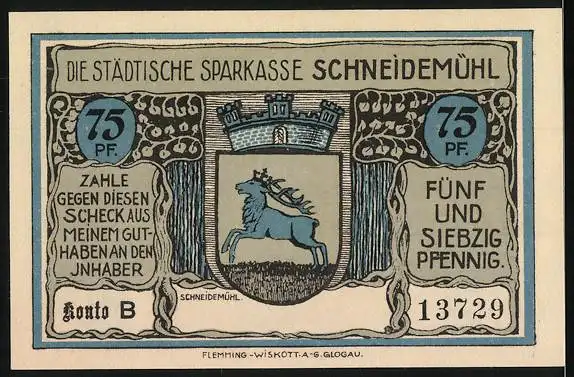 DIE STÄDTISCHE SPARKASSE SCHNEIDEMÜHL
75
PF.
75
PF.
ZAHLE
GEGEN DIESEN
SCHECK AUS
MEINEM GUT-
HABEN AN DEN
JNHABER
FÜNF
UND
SIEBZIG
PFENNIG.
Konto B
SCHNEIDEMÜHL.
13729
FLEMMING-WISKOTT-A-G. GLOGAU.